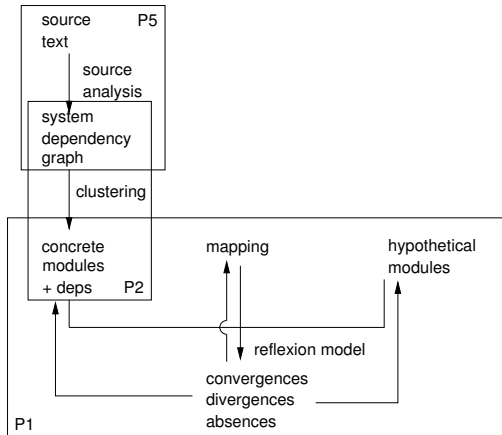 source
text
P5
source
analysis
system
dependency
graph
clustering
concrete
modules
+ deps
P2
mapping
hypothetical
modules
reflexion model
convergences
divergences
absences
P1